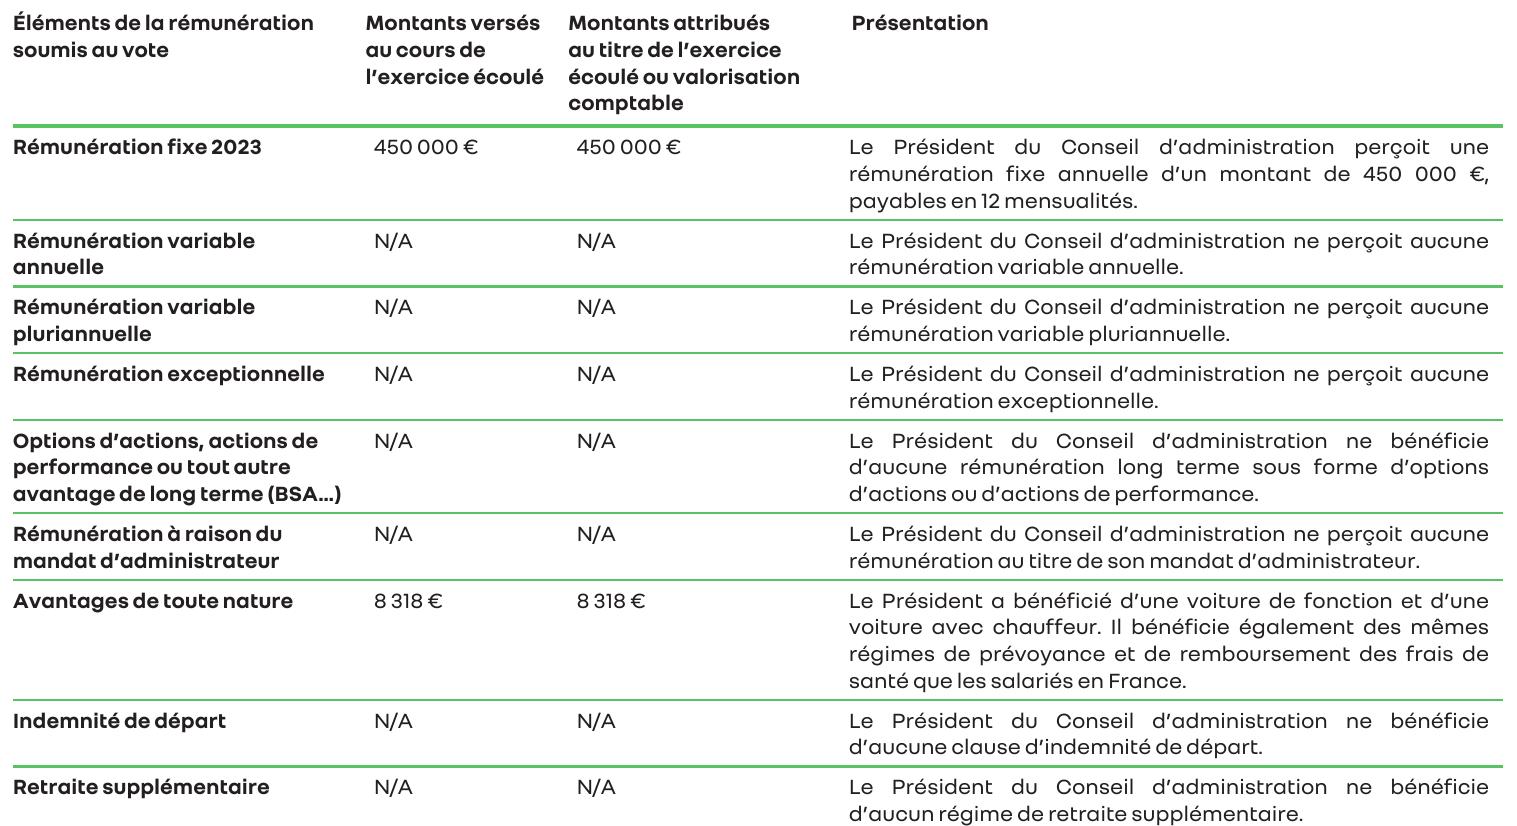 Éléments de la rémunération
soumis au vote
Montants versés
au cours de
l’exercice écoulé
Montants attribués
au titre de l’exercice
écoulé ou valorisation
comptable
Présentation
Rémunération fixe 2023
450 000 €
450 000 €
Le Président du Conseil d’administration perçoit une
rémunération fixe annuelle d’un montant de 450 000 €,
payables en 12 mensualités.
Rémunération variable
annuelle
N/A
N/A
Le Président du Conseil d’administration ne perçoit aucune
rémunération variable annuelle.
Rémunération variable
pluriannuelle
N/A
N/A
Le Président du Conseil d’administration ne perçoit aucune
rémunération variable pluriannuelle.
Rémunération exceptionnelle
N/A
N/A
Le Président du Conseil d’administration ne perçoit aucune
rémunération exceptionnelle.
Options d’actions, actions de
performance ou tout autre
avantage de long terme (BSA…)
N/A
N/A
Le Président du Conseil d’administration ne bénéficie
d’aucune rémunération long terme sous forme d’options
d’actions ou d’actions de performance.
Rémunération à raison du
mandat d’administrateur
N/A
N/A
Le Président du Conseil d’administration ne perçoit aucune
rémunération au titre de son mandat d’administrateur.
Avantages de toute nature
8 318 €
8 318 €
Le Président a bénéficié d’une voiture de fonction et d’une
voiture avec chauffeur. Il bénéficie également des mêmes
régimes de prévoyance et de remboursement des frais de
santé que les salariés en France.
Indemnité de départ
N/A
N/A
Le Président du Conseil d’administration ne bénéficie
d’aucune clause d’indemnité de départ.
Retraite supplémentaire
N/A
N/A
Le Président du Conseil d’administration ne bénéficie
d’aucun régime de retraite supplémentaire.